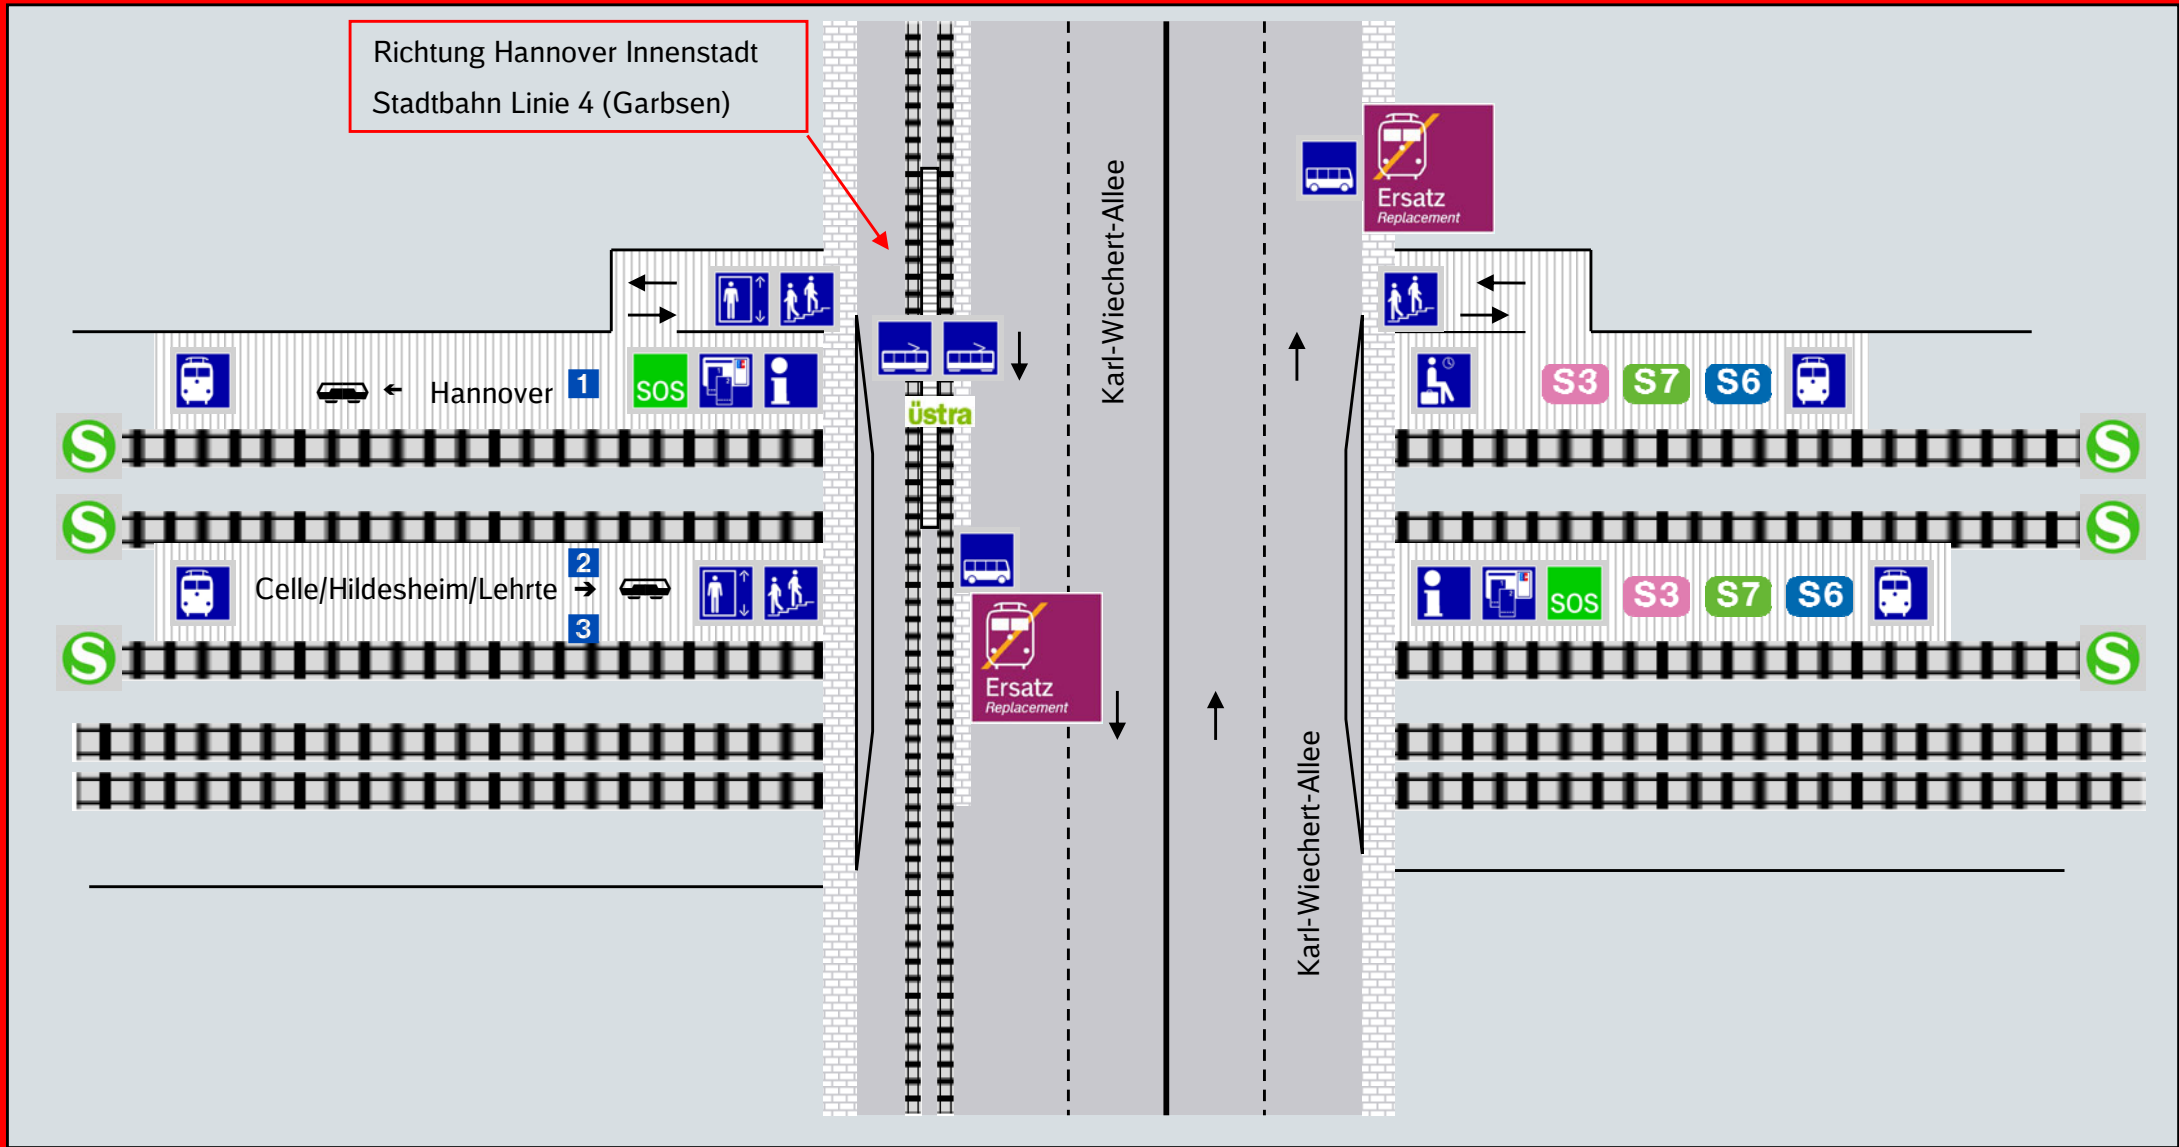 Richtung Hannover Innenstadt
Stadtbahn Linie 4 (Garbsen)
Karl-Wiechert-Allee
Ersatz
Replacement
Hannover 1
SOS
üstra
S3 S7 S6
S
S
S
S
Celle/Hildesheim/Lehrte
2
3
SOS S3 S7 S6
Ersatz
Replacement
S
S
Karl-Wiechert-Allee